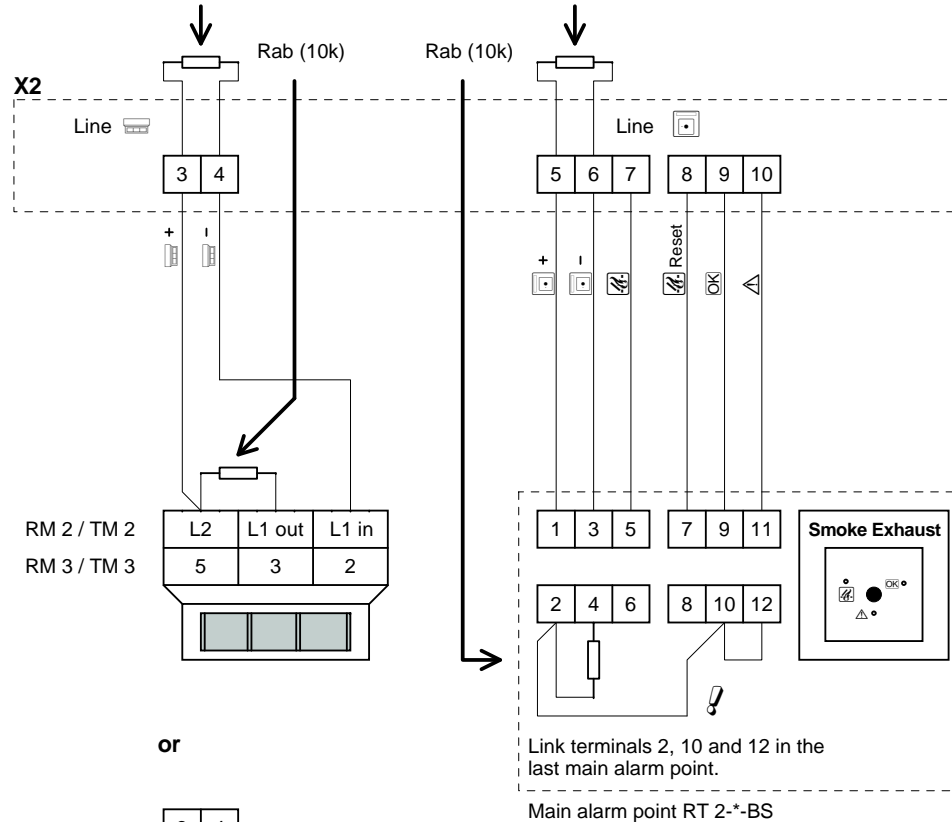 Rab (10k)
Rab (10k)
X2
Line
Line
3 4
5 6 7
8 9 10
+ –
+ –
Reset
OK
RM 2 / TM 2
L2 L1 out L1 in
RM 3 / TM 3
5 3 2
1 3 5
7 9 11
2 4 6
8 10 12
Smoke Exhaust
OK
or
Link terminals 2, 10 and 12 in the
last main alarm point.
Main alarm point RT 2-*-BS